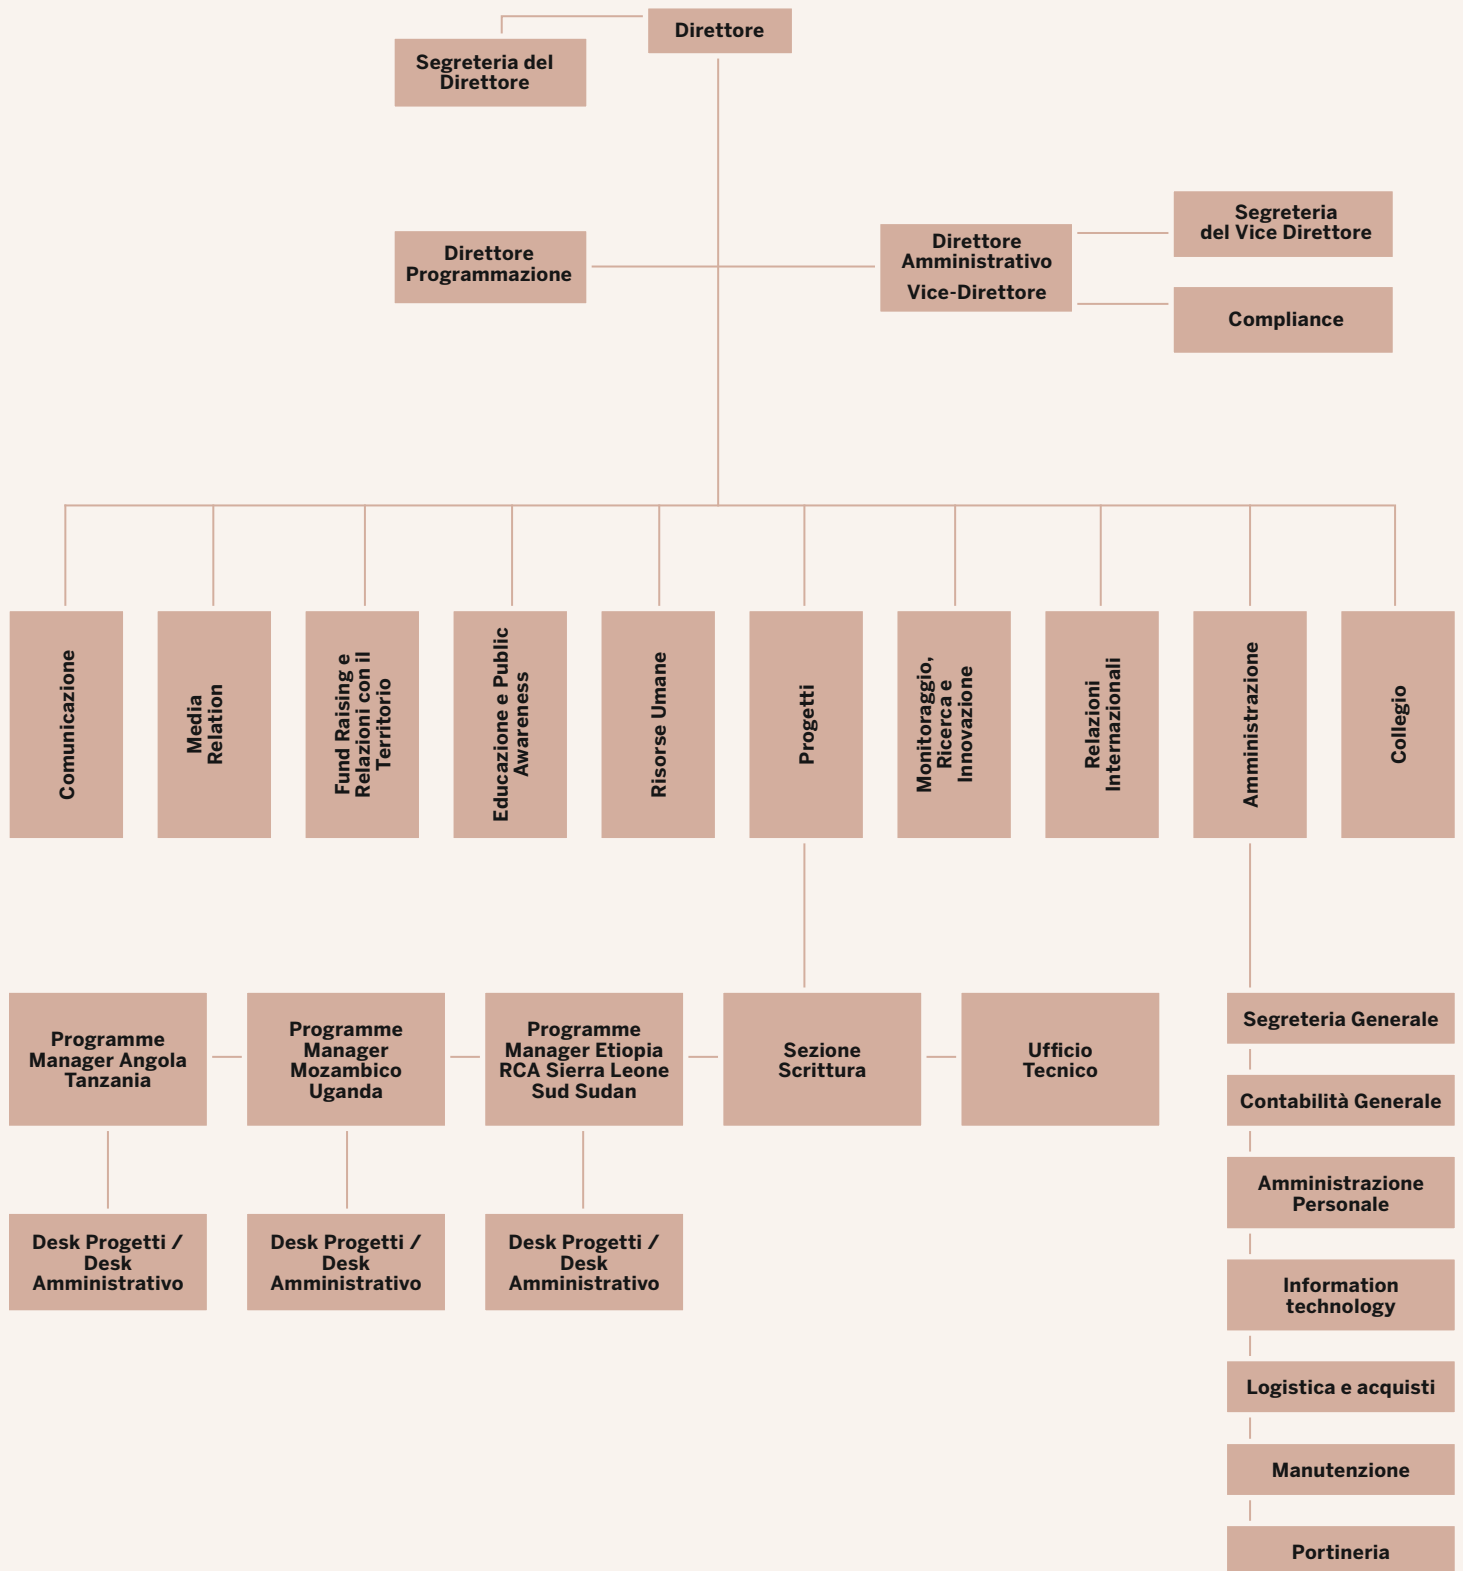 Direttore
Segreteria del
Direttore
Direttore
Programmazione
Direttore
Amministrativo
Vice-Direttore
Segreteria
del Vice Direttore
Compliance
Comunicazione
Media
Relation
Fund Raising e
Relazioni con il
Territorio
Educazione e Public
Awareness
Risorse Umane
Progetti
Monitoraggio,
Ricerca e
Innovazione
Relazioni
Internazionali
Amministrazione
Collegio
Programme
Manager Angola
Tanzania
Programme
Manager
Mozambico
Uganda
Programme
Manager Etiopia
RCA Sierra Leone
Sud Sudan
Sezione
Scrittura
Ufficio
Tecnico
Desk Progetti /
Desk
Amministrativo
Desk Progetti /
Desk
Amministrativo
Desk Progetti /
Desk
Amministrativo
Segreteria Generale
Contabilità Generale
Amministrazione
Personale
Information
technology
Logistica e acquisti
Manutenzione
Portineria